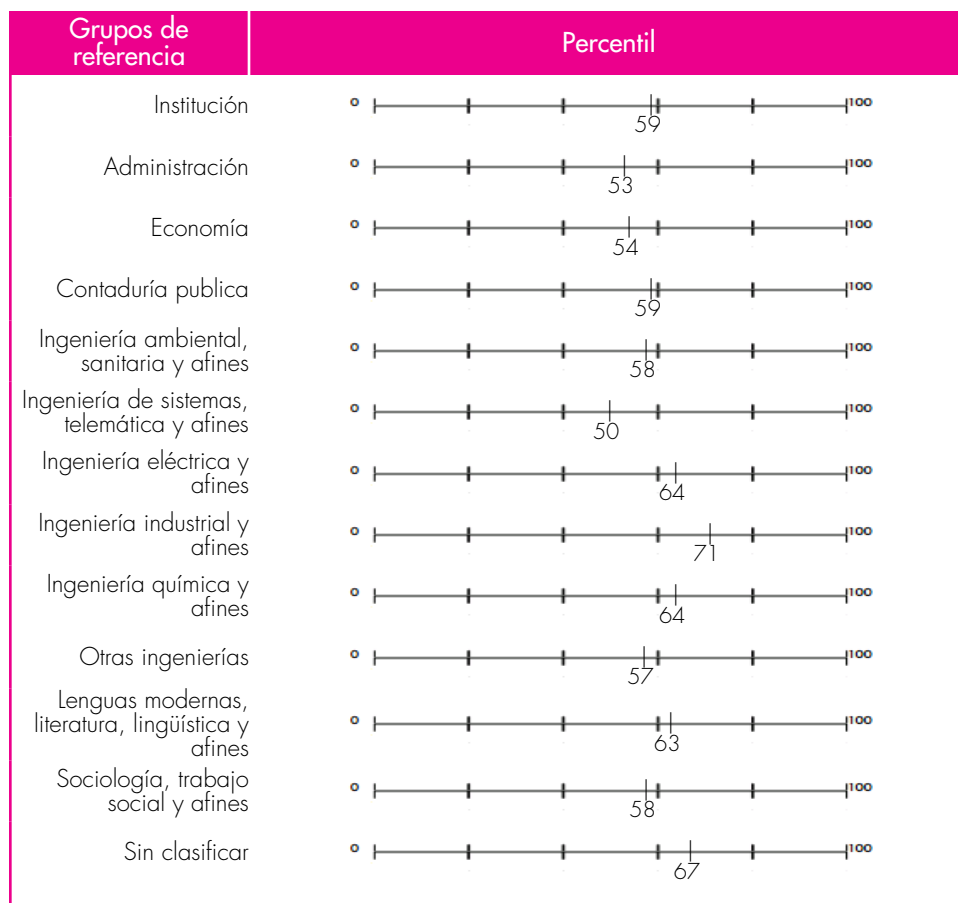 Grupos de
referencia
Percentil
Institución
0 100
59
Administración
0 100
53
Economía
0 100
54
Contaduría publica
0 100
59
Ingeniería ambiental,
sanitaria y afines
0 100
58
Ingeniería de sistemas,
telemática y afines
0 100
50
Ingeniería eléctrica y
afines
0 100
64
Ingeniería industrial y
afines
0 100
71
Ingeniería química y
afines
0 100
64
Otras ingenierías
0 100
57
Lenguas modernas,
literatura, lingüística y
afines
0 100
63
Sociología, trabajo
social y afines
0 100
58
Sin clasificar
0 100
67